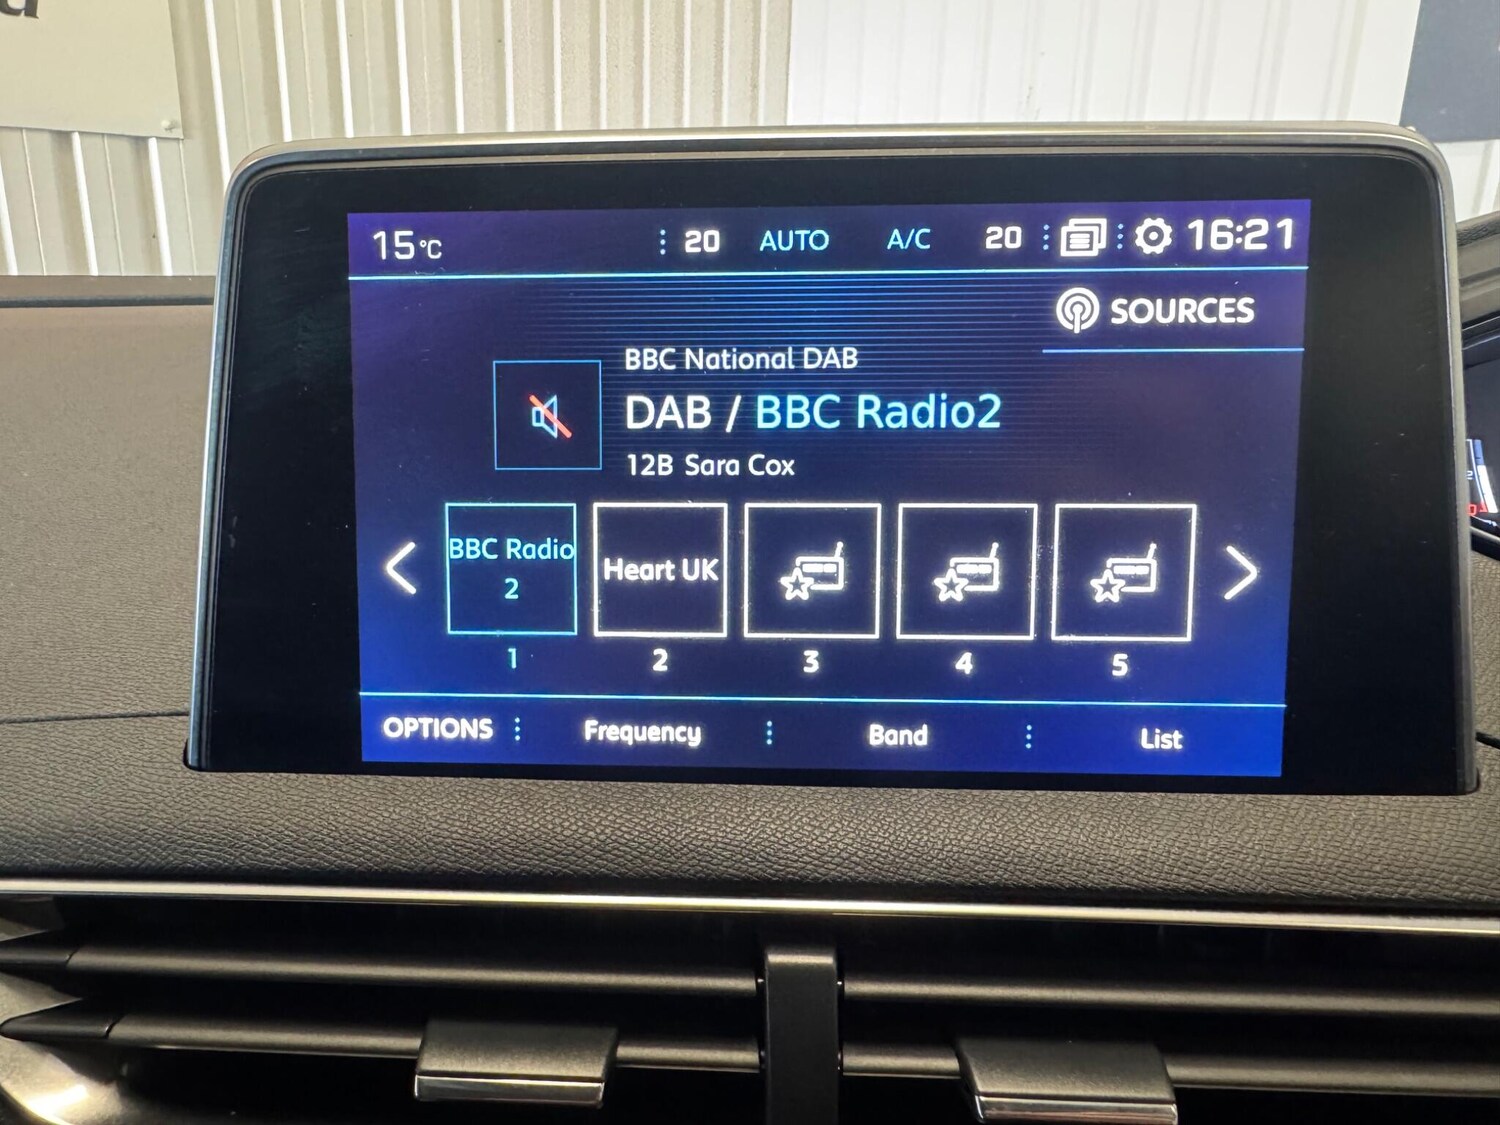 15°C 20 AUTO A/C 20 16:21
SOURCES
BBC National DAB
DAB / BBC Radio2
12B Sara Cox
BBC Radio
2
Heart UK
1 2 3 4 5
OPTIONS Frequency Band List